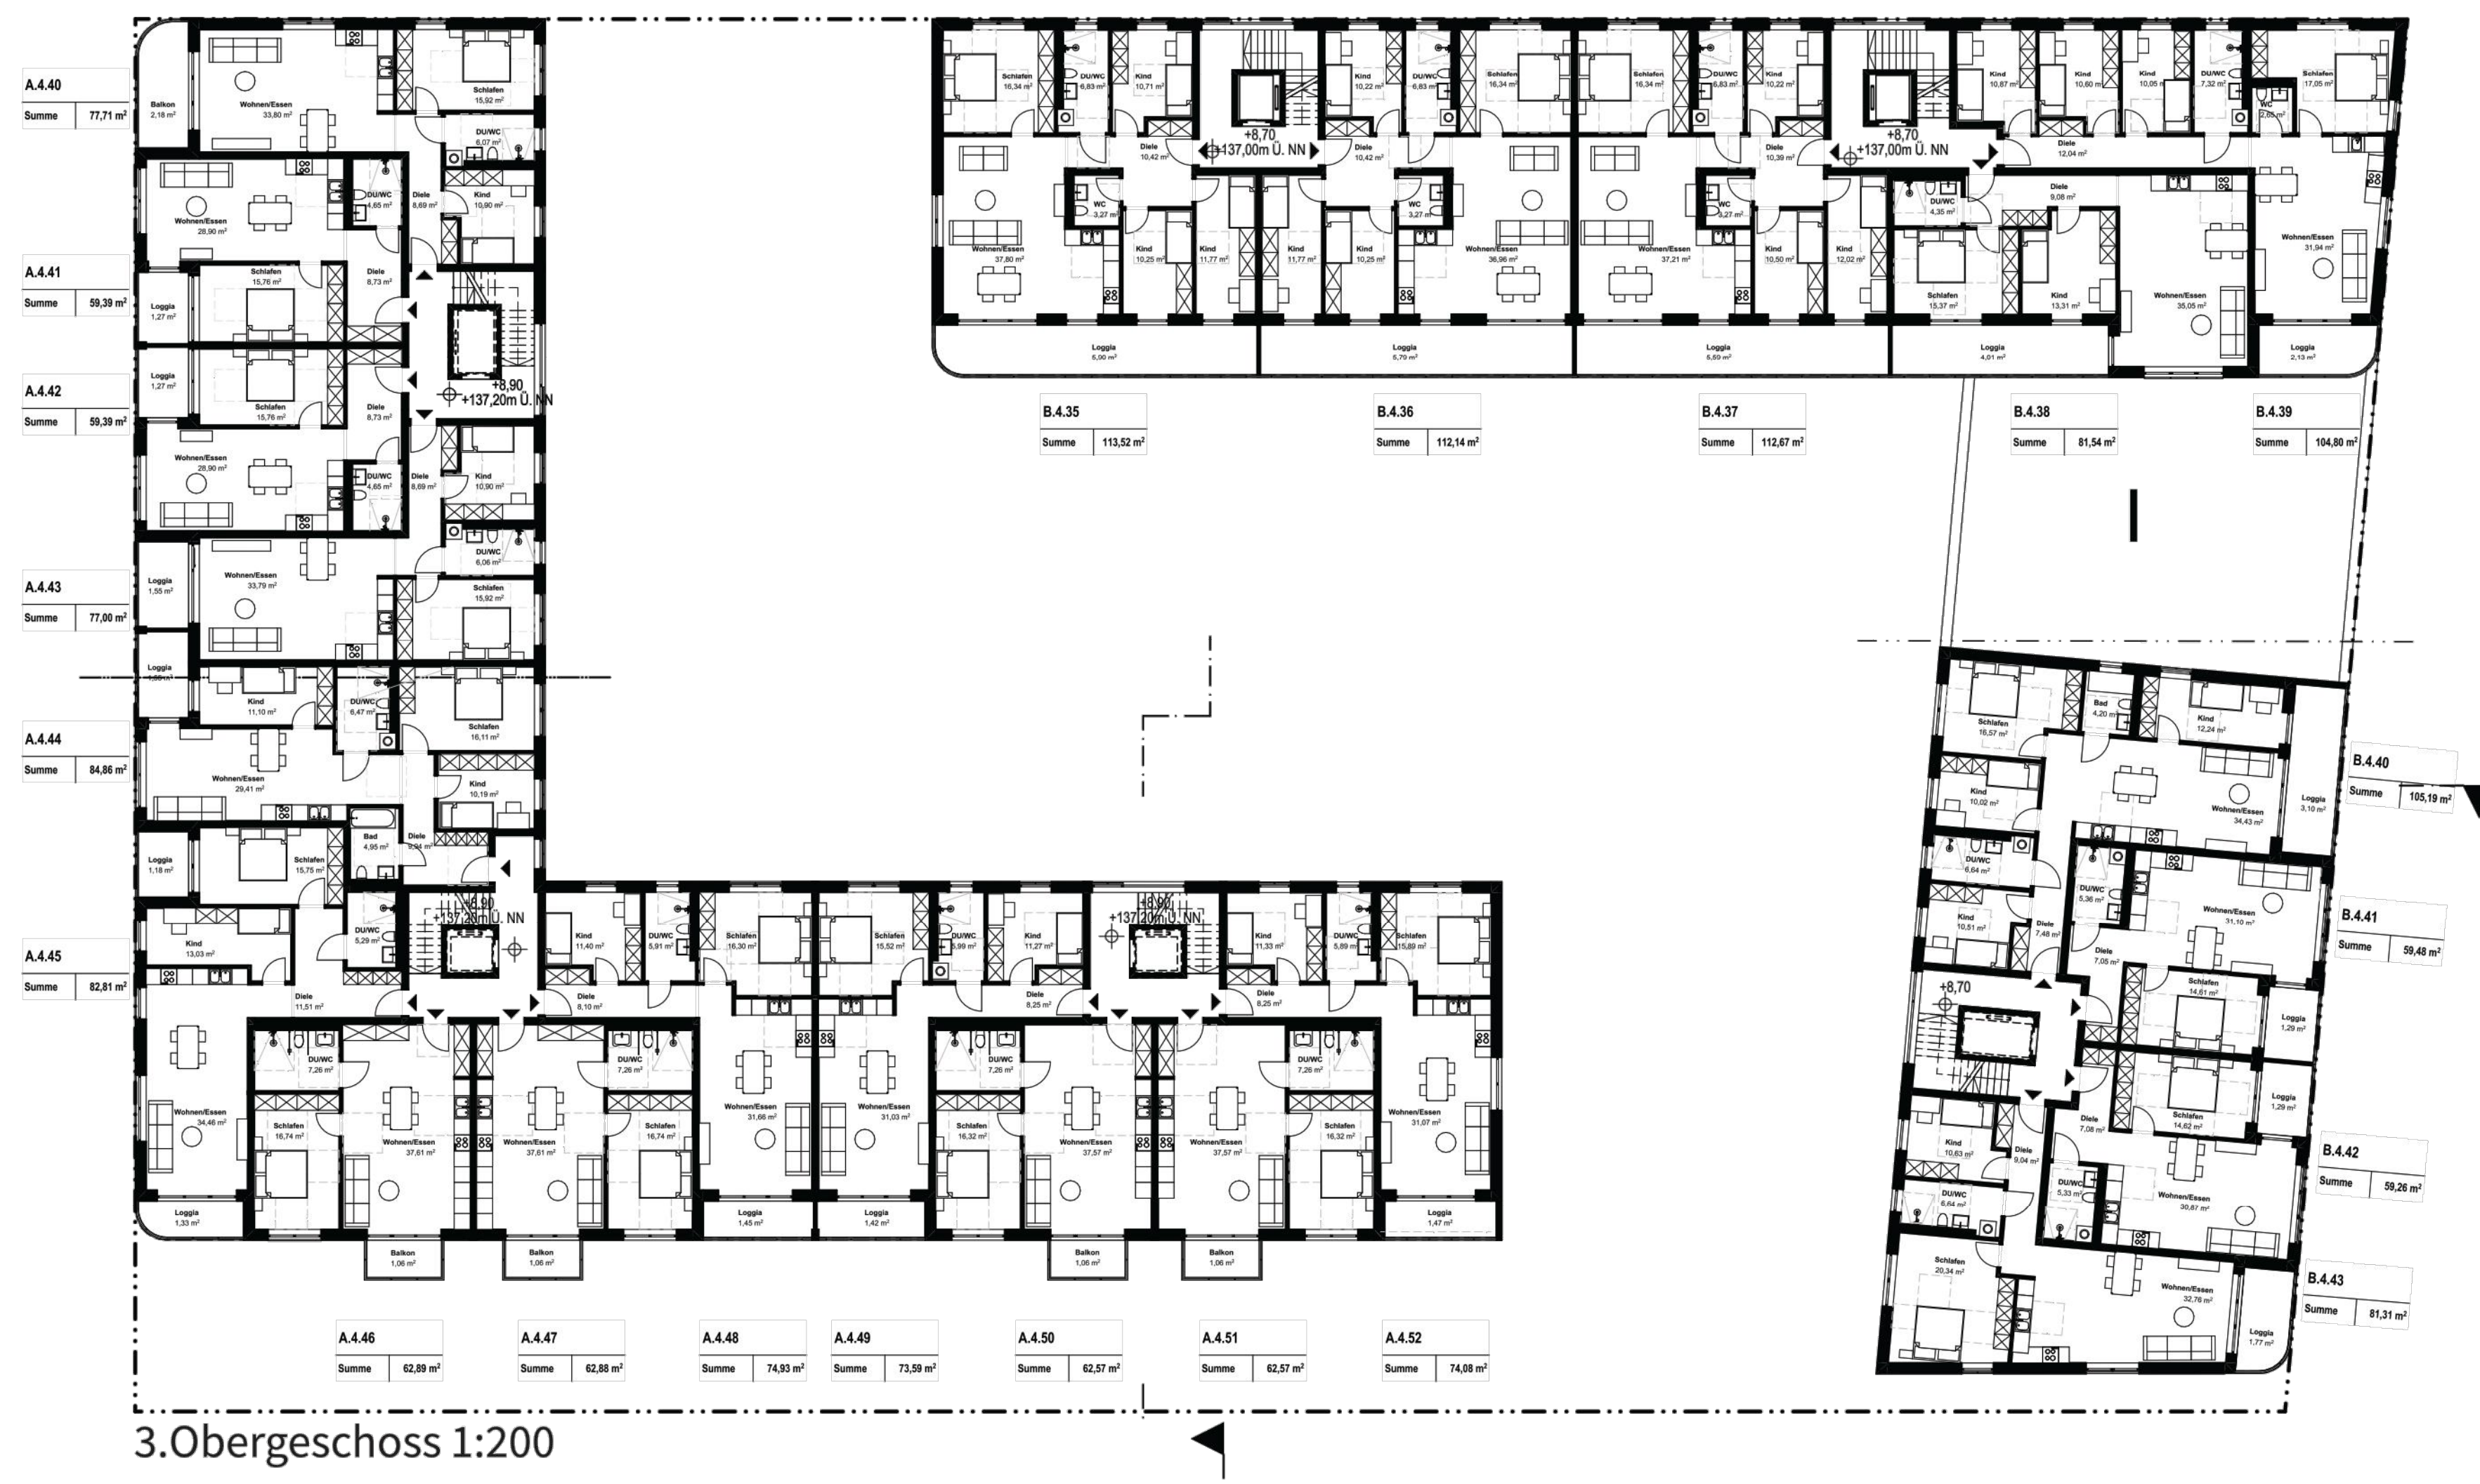 A.4.40
Summe 77,71 m²
Balkon
2,18 m²
Wohnen/Essen
33,80 m²
Schlafen
15,92 m²
DU/WC
6,07 m²
Wohnen/Essen
28,90 m²
DU/WC
4,65 m²
Diele
8,69 m²
Kind
10,90 m²
A.4.41
Summe 59,39 m²
Loggia
1,27 m²
Schlafen
15,76 m²
Diele
8,73 m²
A.4.42
Summe 59,39 m²
Loggia
1,27 m²
Schlafen
15,76 m²
Diele
8,73 m²
+8,90
+137,20m Ü. NN
Wohnen/Essen
28,90 m²
DU/WC
4,65 m²
Diele
8,69 m²
Kind
10,90 m²
DU/WC
6,06 m²
A.4.43
Summe 77,00 m²
Loggia
1,55 m²
Wohnen/Essen
33,79 m²
Schlafen
15,92 m²
Loggia
Kind
11,10 m²
DU/WC
6,47 m²
Schlafen
16,11 m²
A.4.44
Summe 84,86 m²
Wohnen/Essen
29,41 m²
Kind
10,19 m²
Loggia
1,18 m²
Schlafen
15,75 m²
Bad
4,95 m²
Diele
9,94 m²
A.4.45
Summe 82,81 m²
Kind
13,03 m²
DU/WC
5,29 m²
+8,90
+137,20m Ü. NN
Diele
11,51 m²
Wohnen/Essen
34,46 m²
Loggia
1,33 m²
DU/WC
7,26 m²
Schlafen
16,74 m²
Wohnen/Essen
37,61 m²
Balkon
1,06 m²
Wohnen/Essen
37,61 m²
Balkon
1,06 m²
DU/WC
7,26 m²
Schlafen
16,74 m²
Kind
11,40 m²
DU/WC
5,91 m²
Schlafen
16,30 m²
Diele
8,10 m²
Wohnen/Essen
31,66 m²
Loggia
1,45 m²
Schlafen
15,52 m²
DU/WC
5,99 m²
Kind
11,27 m²
Diele
8,25 m²
Wohnen/Essen
31,03 m²
Loggia
1,42 m²
+8,90
+137,20m Ü. NN
DU/WC
7,26 m²
Schlafen
16,32 m²
Wohnen/Essen
37,57 m²
Balkon
1,06 m²
Wohnen/Essen
37,57 m²
Balkon
1,06 m²
DU/WC
7,26 m²
Schlafen
16,32 m²
Kind
11,33 m²
DU/WC
5,89 m²
Schlafen
15,89 m²
Diele
8,25 m²
Wohnen/Essen
31,07 m²
Loggia
1,47 m²
A.4.46
Summe 62,89 m²
A.4.47
Summe 62,88 m²
A.4.48
Summe 74,93 m²
A.4.49
Summe 73,59 m²
A.4.50
Summe 62,57 m²
A.4.51
Summe 62,57 m²
A.4.52
Summe 74,08 m²
Schlafen
16,34 m²
DU/WC
6,83 m²
Kind
10,71 m²
Diele
10,42 m²
WC
3,27 m²
Wohnen/Essen
37,80 m²
Kind
10,25 m²
Kind
11,77 m²
Loggia
5,90 m²
+8,70
+137,00m Ü. NN
Kind
10,22 m²
DU/WC
6,83 m²
Schlafen
16,34 m²
Diele
10,42 m²
WC
3,27 m²
Kind
11,77 m²
Kind
10,25 m²
Wohnen/Essen
36,96 m²
Loggia
5,70 m²
Schlafen
16,34 m²
DU/WC
6,83 m²
Kind
10,22 m²
Diele
10,39 m²
WC
3,27 m²
Wohnen/Essen
37,21 m²
Kind
10,50 m²
Kind
12,02 m²
Loggia
5,59 m²
+8,70
+137,00m Ü. NN
Kind
10,87 m²
Kind
10,60 m²
Kind
10,05 m²
DU/WC
7,32 m²
WC
2,65 m²
Schlafen
17,05 m²
Diele
12,04 m²
DU/WC
4,35 m²
Diele
9,08 m²
Schlafen
15,37 m²
Kind
13,31 m²
Wohnen/Essen
35,05 m²
Loggia
4,01 m²
Wohnen/Essen
31,94 m²
Loggia
2,13 m²
B.4.35
Summe 113,52 m²
B.4.36
Summe 112,14 m²
B.4.37
Summe 112,67 m²
B.4.38
Summe 81,54 m²
B.4.39
Summe 104,80 m²
Schlafen
16,57 m²
Bad
4,20 m²
Kind
12,24 m²
Kind
10,02 m²
Wohnen/Essen
34,43 m²
Loggia
3,10 m²
B.4.40
Summe 105,19 m²
DU/WC
6,64 m²
Kind
10,51 m²
Diele
7,48 m²
DU/WC
5,36 m²
Wohnen/Essen
31,10 m²
Diele
7,05 m²
Schlafen
14,61 m²
Loggia
1,29 m²
B.4.41
Summe 59,48 m²
+8,70
Diele
7,08 m²
Schlafen
14,62 m²
Loggia
1,29 m²
DU/WC
5,33 m²
Wohnen/Essen
30,87 m²
B.4.42
Summe 59,26 m²
Kind
10,63 m²
Diele
9,04 m²
DU/WC
6,64 m²
Schlafen
20,34 m²
Wohnen/Essen
32,76 m²
Loggia
1,77 m²
B.4.43
Summe 81,31 m²
3.Obergeschoss 1:200